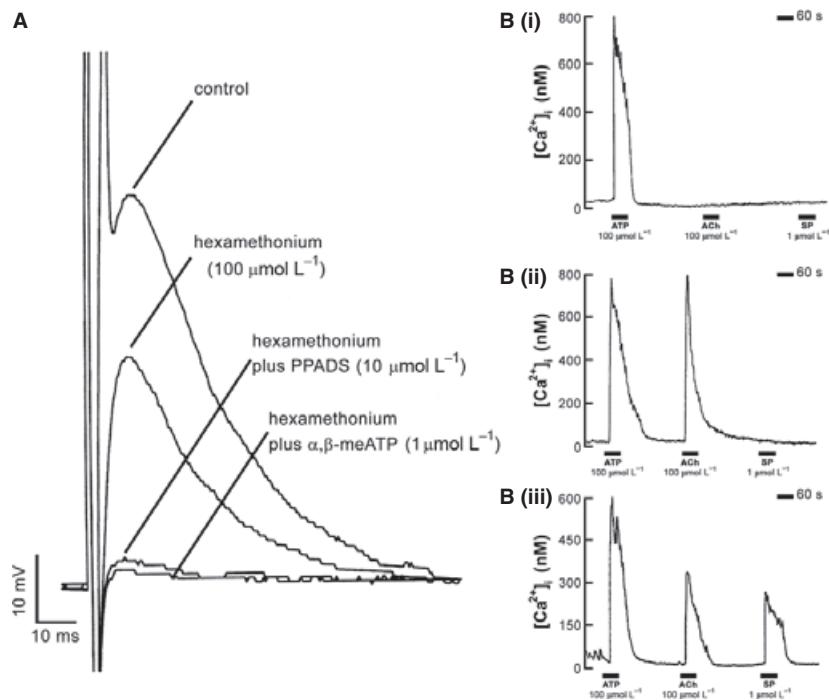 A
control
hexamethonium
(100 μmol L⁻¹)
hexamethonium
plus PPADS (10 μmol L⁻¹)
hexamethonium
plus α,β-meATP (1 μmol L⁻¹)
10 mV
10 ms
B (i)
60 s
[Ca²⁺]ᵢ (nM)
800
600
400
200
0
ATP
100 μmol L⁻¹
ACh
100 μmol L⁻¹
SP
1 μmol L⁻¹
B (ii)
60 s
[Ca²⁺]ᵢ (nM)
800
600
400
200
0
ATP
100 μmol L⁻¹
ACh
100 μmol L⁻¹
SP
1 μmol L⁻¹
B (iii)
60 s
[Ca²⁺]ᵢ (nM)
600
450
300
150
0
ATP
100 μmol L⁻¹
ACh
100 μmol L⁻¹
SP
1 μmol L⁻¹